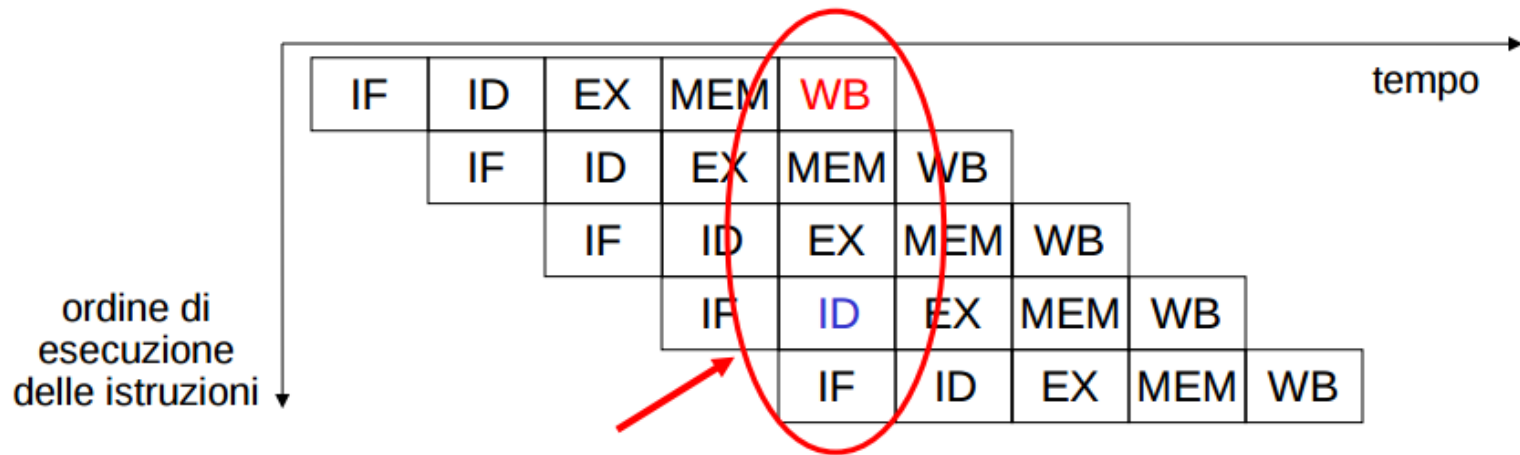 tempo
IF ID EX MEM WB
IF ID EX MEM WB
IF ID EX MEM WB
IF ID EX MEM WB
IF ID EX MEM WB
ordine di
esecuzione
delle istruzioni